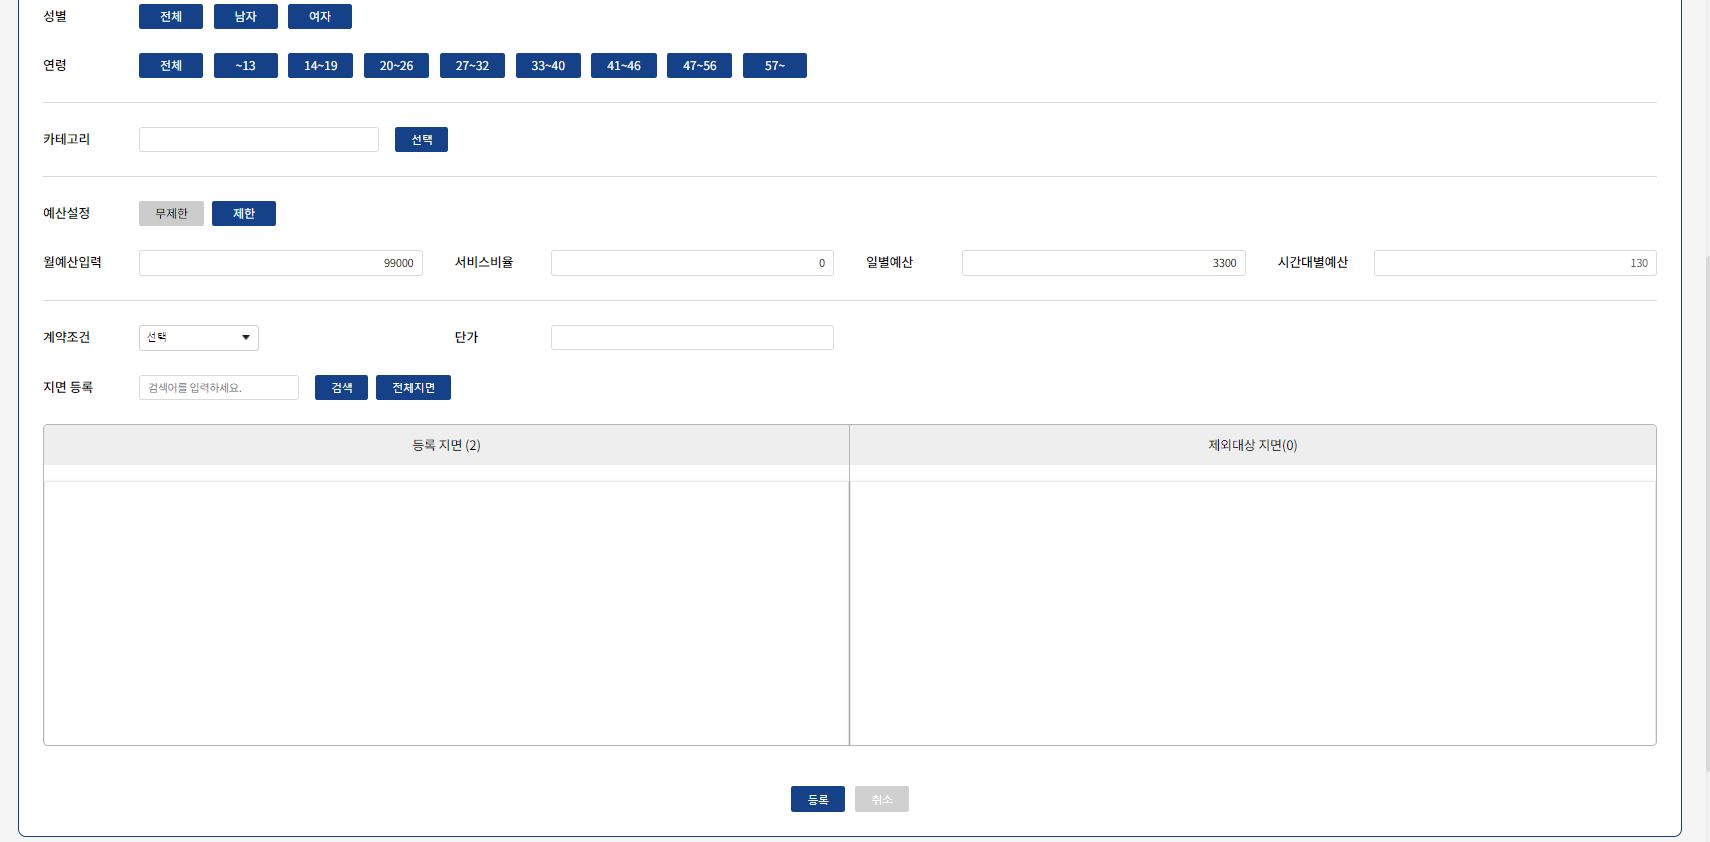 성별 전체 남자 여자
연령 전체 ~13 14~19 20~26 27~32 33~40 41~46 47~56 57~
카테고리 선택
예산설정 무제한 제한
월예산입력 99000 서비스비율 0 일별예산 3300 시간대별예산 130
계약조건 선택 단가
지면 등록 검색어를 입력하세요. 검색 전체지면
등록 지면 (2) 제외대상 지면(0)
등록 취소